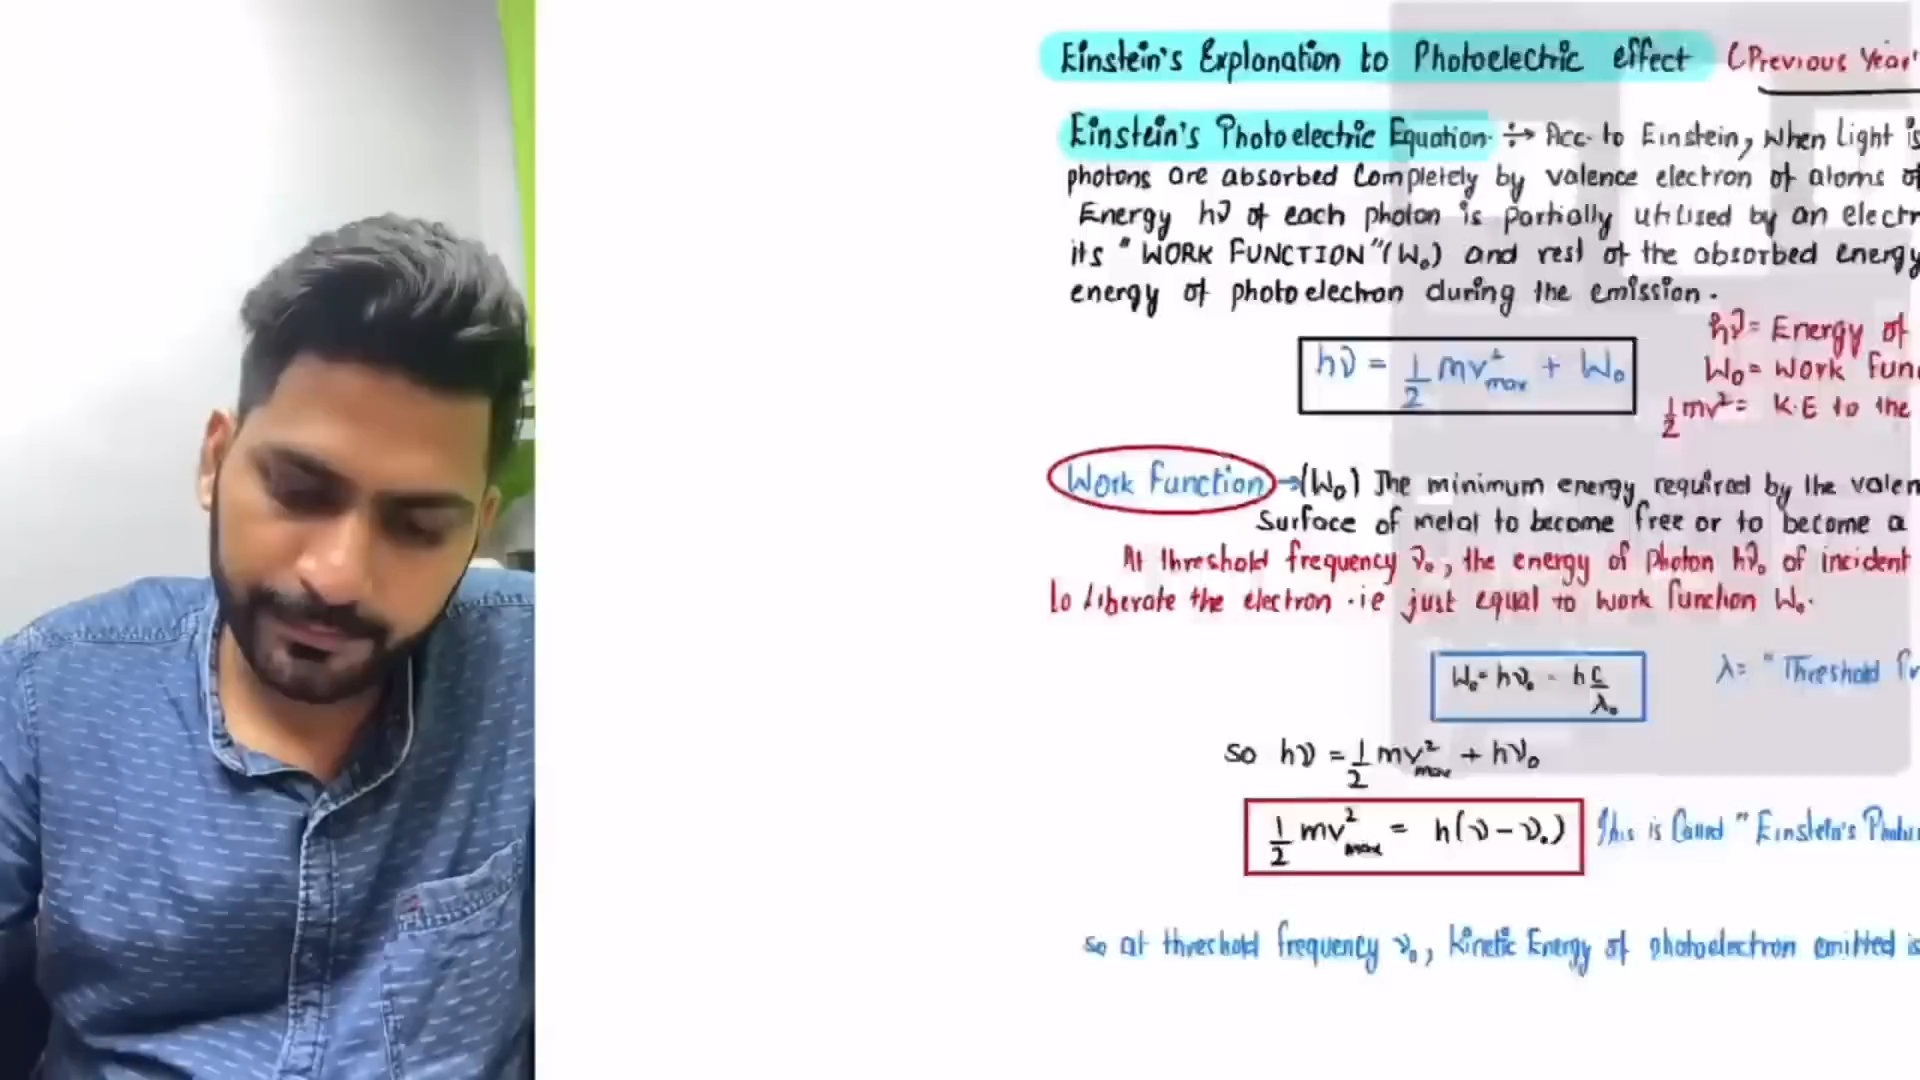 Einstein's Explanation to Photoelectric effect (Previous Year'
Einstein's Photoelectric Equation ÷→ Acc. to Einstein, when Light is
photons are absorbed Completely by valence electron of atoms of
Energy hν of each photon is partially utilised by an electr
its "WORK FUNCTION" (W₀) and rest of the absorbed energy
energy of photoelectron during the emission.
hν = Energy of
hν = 1/2 mv²max + W₀
W₀ = Work Func
1/2 mv² = K.E to the
Work Function → (W₀) The minimum energy required by the valen
Surface of metal to become free or to become a
At threshold frequency ν₀, the energy of photon hν₀ of incident
to liberate the electron .ie just equal to work function W₀.
W₀ = hν₀ = h c/λ₀
λ = "Threshold fr
so hν = 1/2 mv²max + hν₀
1/2 mv²max = h(ν - ν₀) This is Called "Einstein's Photoe
so at threshold frequency ν₀, Kinetic Energy of photoelectron emitted is